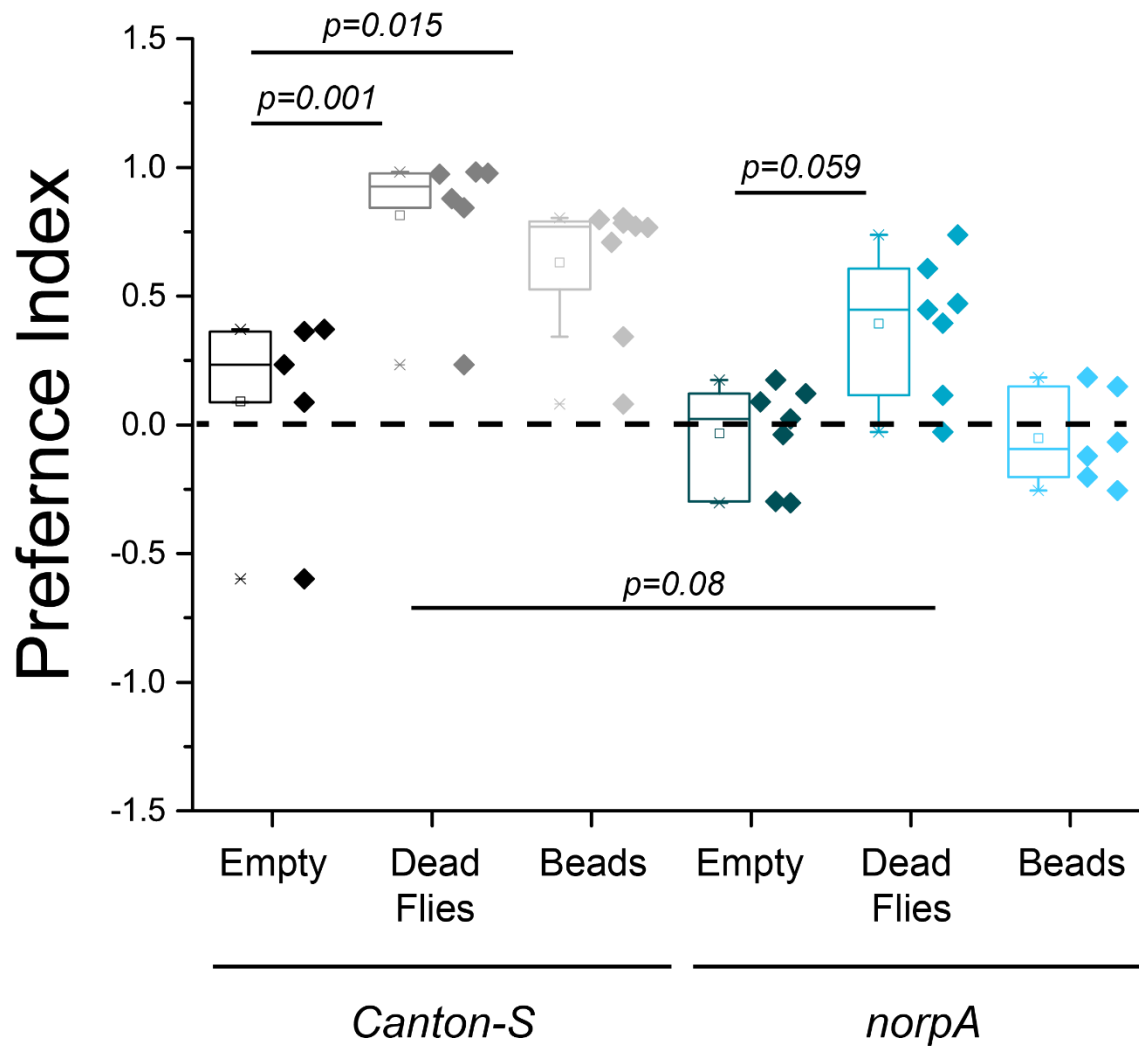 Prefernce Index
1.5
1.0
0.5
0.0
-0.5
-1.0
-1.5
p=0.015
p=0.001
p=0.059
p=0.08
Empty
Dead
Flies
Beads
Empty
Dead
Flies
Beads
Canton-S
norpA